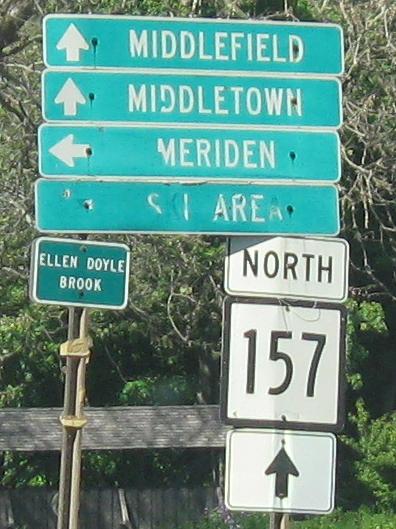 MIDDLEFIELD
MIDDLETOWN
MERIDEN
SKI AREA
ELLEN DOYLE
BROOK
NORTH
157